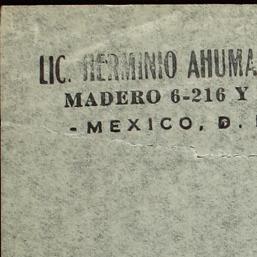 LIC. HERMINIO AHUMA
MADERO 6-216 Y
- MEXICO, D.